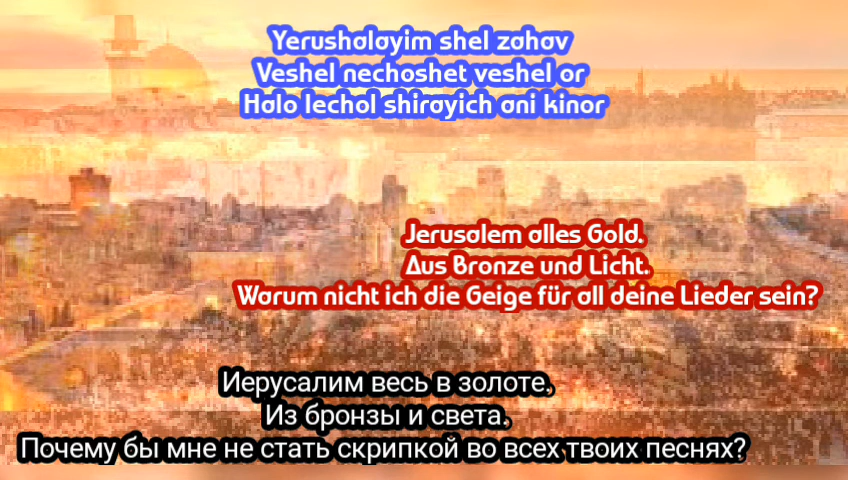 Yerushalayim shel zahav
Veshel nechoshet veshel or
Halo lechol shirayich ani kinor
Jerusalem alles Gold.
Aus Bronze und Licht.
Warum nicht ich die Geige für all deine Lieder sein?
Иерусалим весь в золоте.
Из бронзы и света.
Почему бы мне не стать скрипкой во всех твоих песнях?